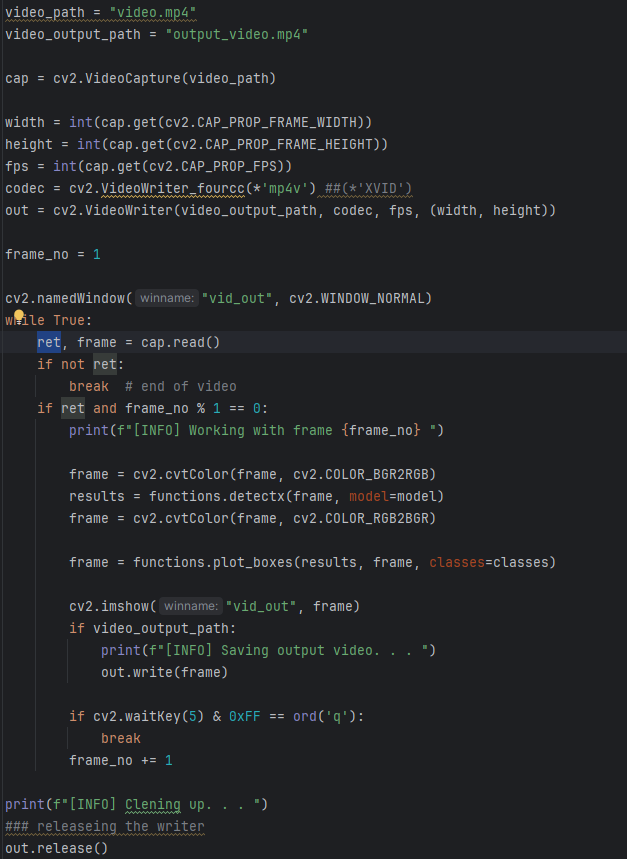 video_path = "video.mp4"
video_output_path = "output_video.mp4"
cap = cv2.VideoCapture(video_path)
width = int(cap.get(cv2.CAP_PROP_FRAME_WIDTH))
height = int(cap.get(cv2.CAP_PROP_FRAME_HEIGHT))
fps = int(cap.get(cv2.CAP_PROP_FPS))
codec = cv2.VideoWriter_fourcc(*'mp4v') ##(*'XVID')
out = cv2.VideoWriter(video_output_path, codec, fps, (width, height))
frame_no = 1
cv2.namedWindow( winname: "vid_out", cv2.WINDOW_NORMAL)
while True:
    ret, frame = cap.read()
    if not ret:
        break  # end of video
    if ret and frame_no % 1 == 0:
        print(f"[INFO] Working with frame {frame_no} ")
        frame = cv2.cvtColor(frame, cv2.COLOR_BGR2RGB)
        results = functions.detectx(frame, model=model)
        frame = cv2.cvtColor(frame, cv2.COLOR_RGB2BGR)
        frame = functions.plot_boxes(results, frame, classes=classes)
        cv2.imshow( winname: "vid_out", frame)
        if video_output_path:
            print(f"[INFO] Saving output video. . . ")
            out.write(frame)
        if cv2.waitKey(5) & 0xFF == ord('q'):
            break
        frame_no += 1
print(f"[INFO] Clening up. . . ")
### releaseing the writer
out.release()